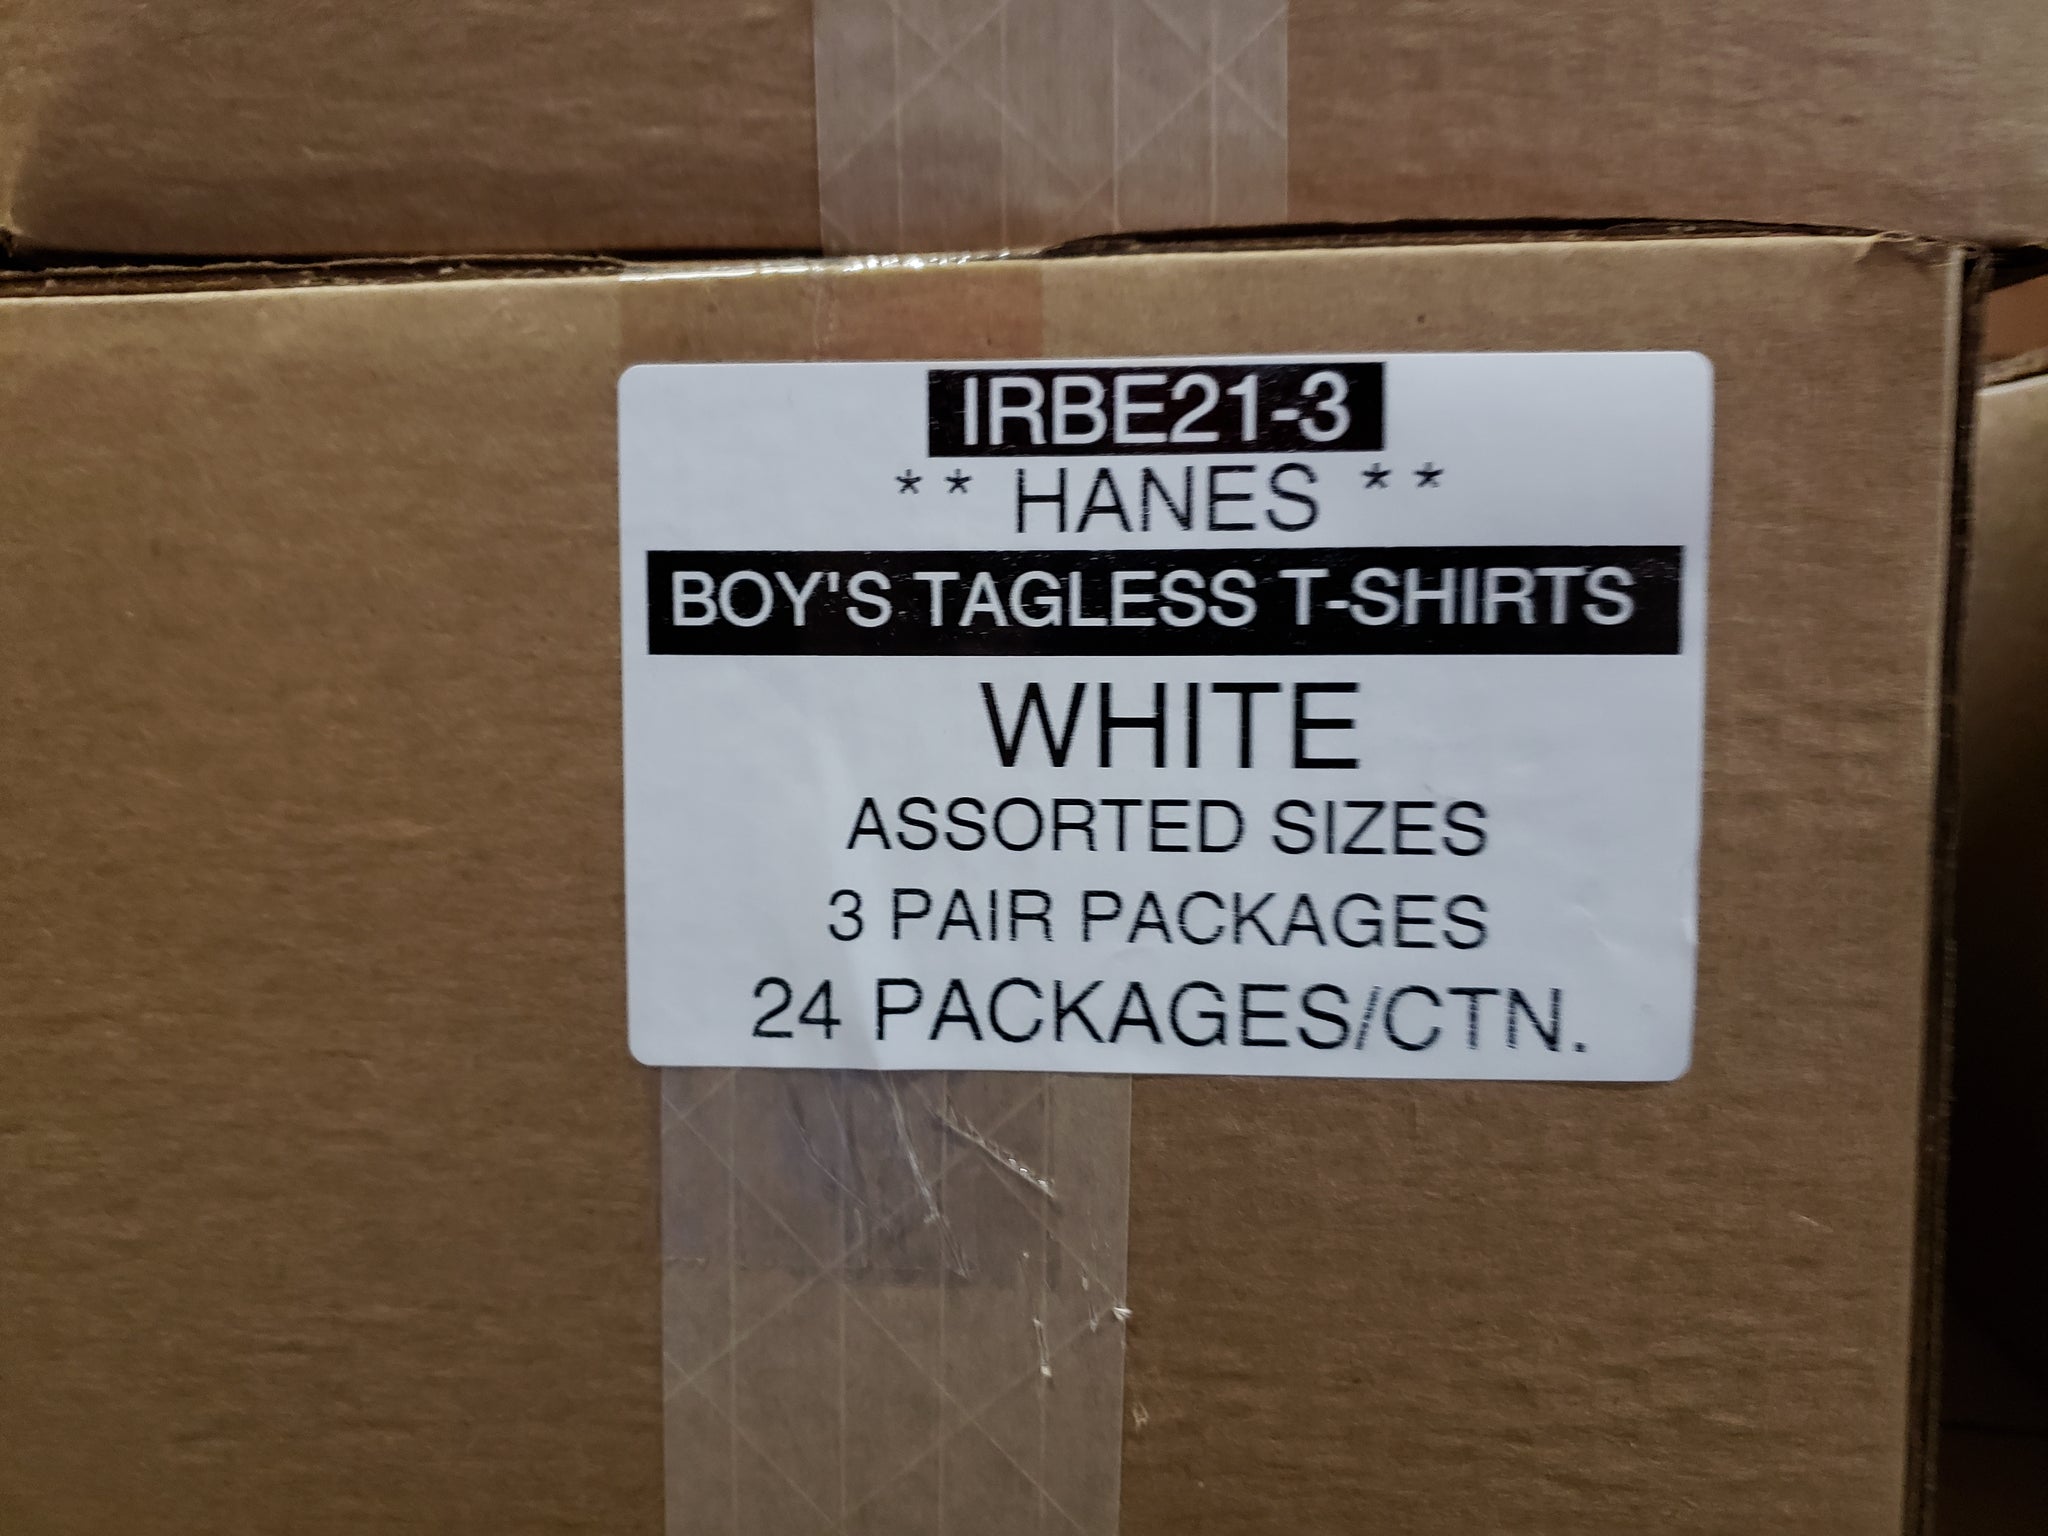 IRBE21-3
** HANES **
BOY'S TAGLESS T-SHIRTS
WHITE
ASSORTED SIZES
3 PAIR PACKAGES
24 PACKAGES/CTN.